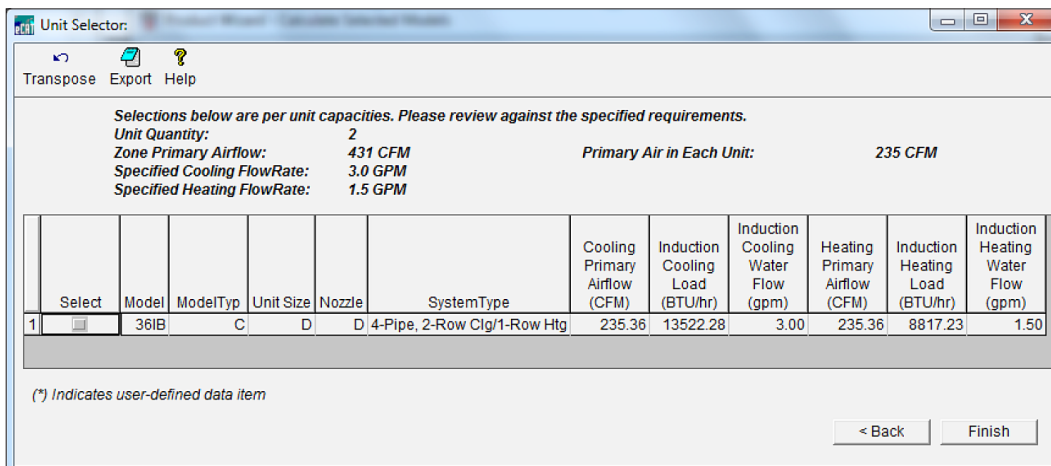 Unit Selector:
Transpose Export Help
Selections below are per unit capacities. Please review against the specified requirements.
Unit Quantity: 2
Zone Primary Airflow: 431 CFM Primary Air in Each Unit: 235 CFM
Specified Cooling FlowRate: 3.0 GPM
Specified Heating FlowRate: 1.5 GPM
Select Model ModelTyp Unit Size Nozzle SystemType Cooling Primary Airflow (CFM) Induction Cooling Load (BTU/hr) Induction Cooling Water Flow (gpm) Heating Primary Airflow (CFM) Induction Heating Load (BTU/hr) Induction Heating Water Flow (gpm)
1 36IB C D D 4-Pipe, 2-Row Clg/1-Row Htg 235.36 13522.28 3.00 235.36 8817.23 1.50
(*) Indicates user-defined data item
< Back Finish